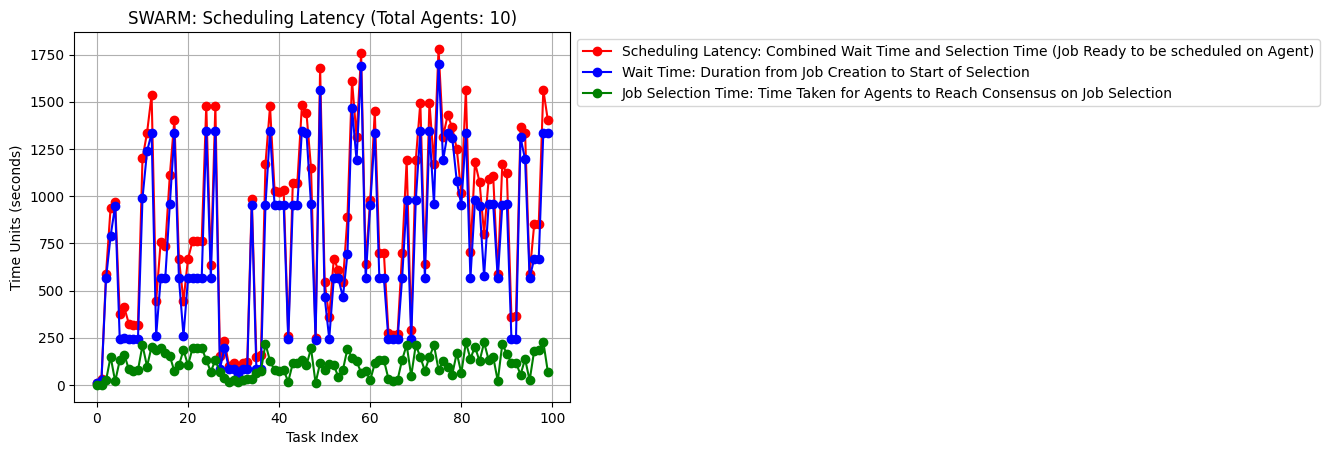 SWARM: Scheduling Latency (Total Agents: 10)
Scheduling Latency: Combined Wait Time and Selection Time (Job Ready to be scheduled on Agent)
Wait Time: Duration from Job Creation to Start of Selection
Job Selection Time: Time Taken for Agents to Reach Consensus on Job Selection
Time Units (seconds)
1750
1500
1250
1000
750
500
250
0
0 20 40 60 80 100
Task Index